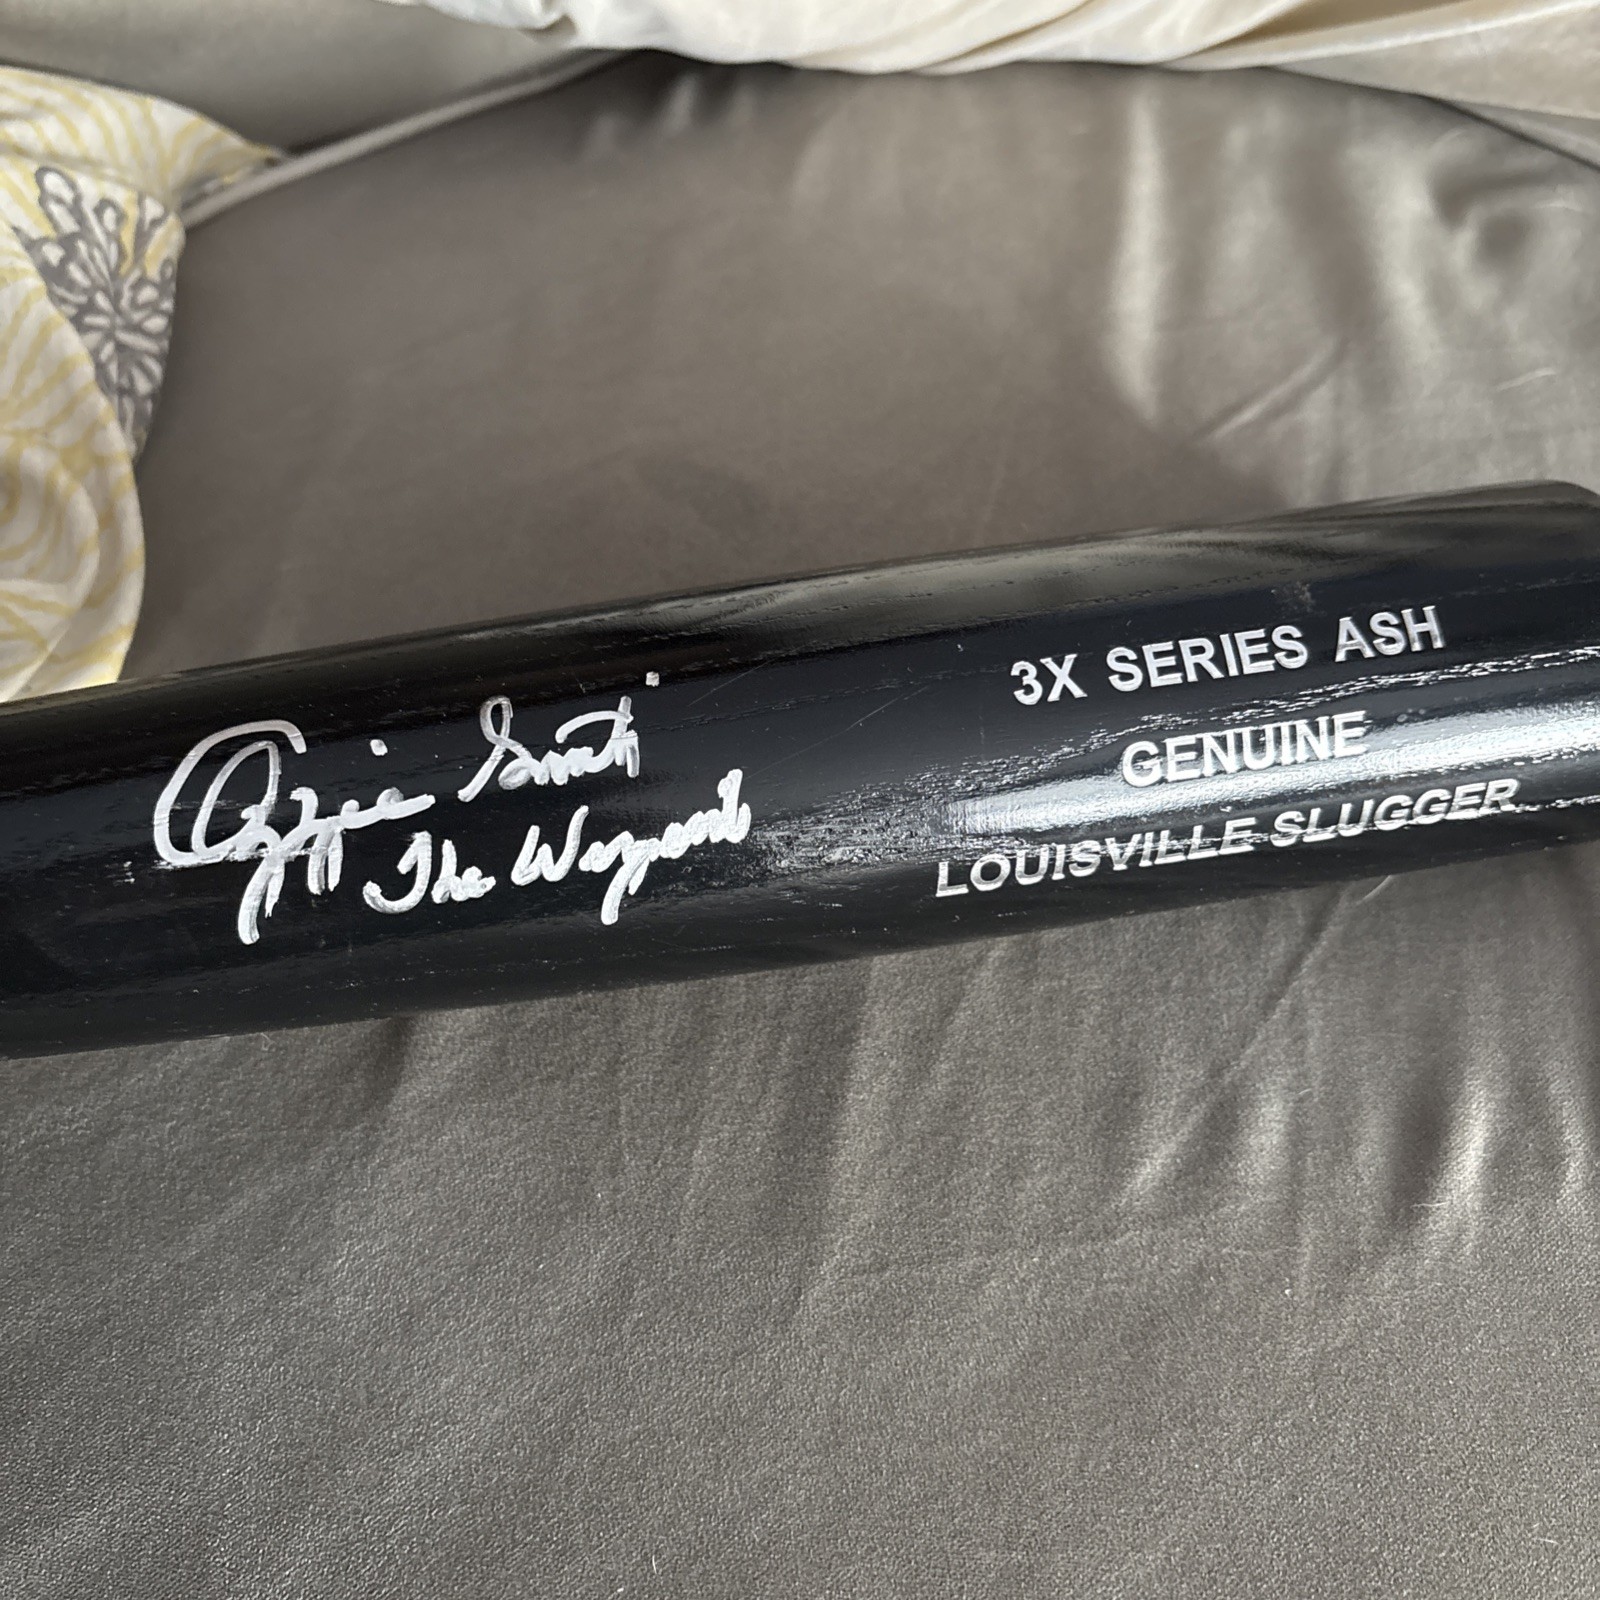 Ozzie Smith
The Wizard
3X SERIES ASH
GENUINE
LOUISVILLE SLUGGER